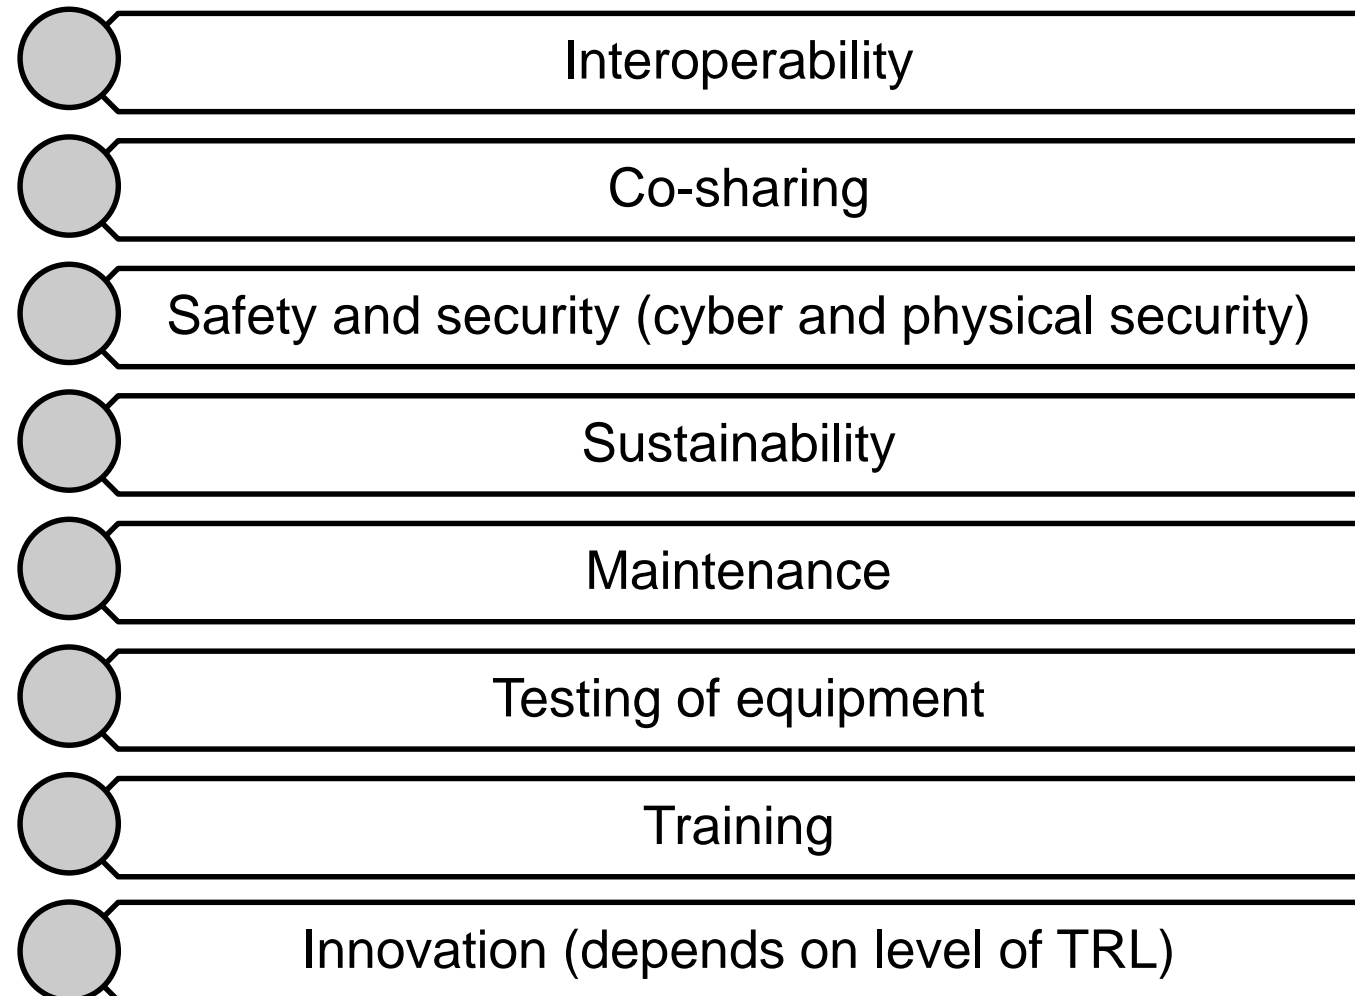 Interoperability
Co-sharing
Safety and security (cyber and physical security)
Sustainability
Maintenance
Testing of equipment
Training
Innovation (depends on level of TRL)